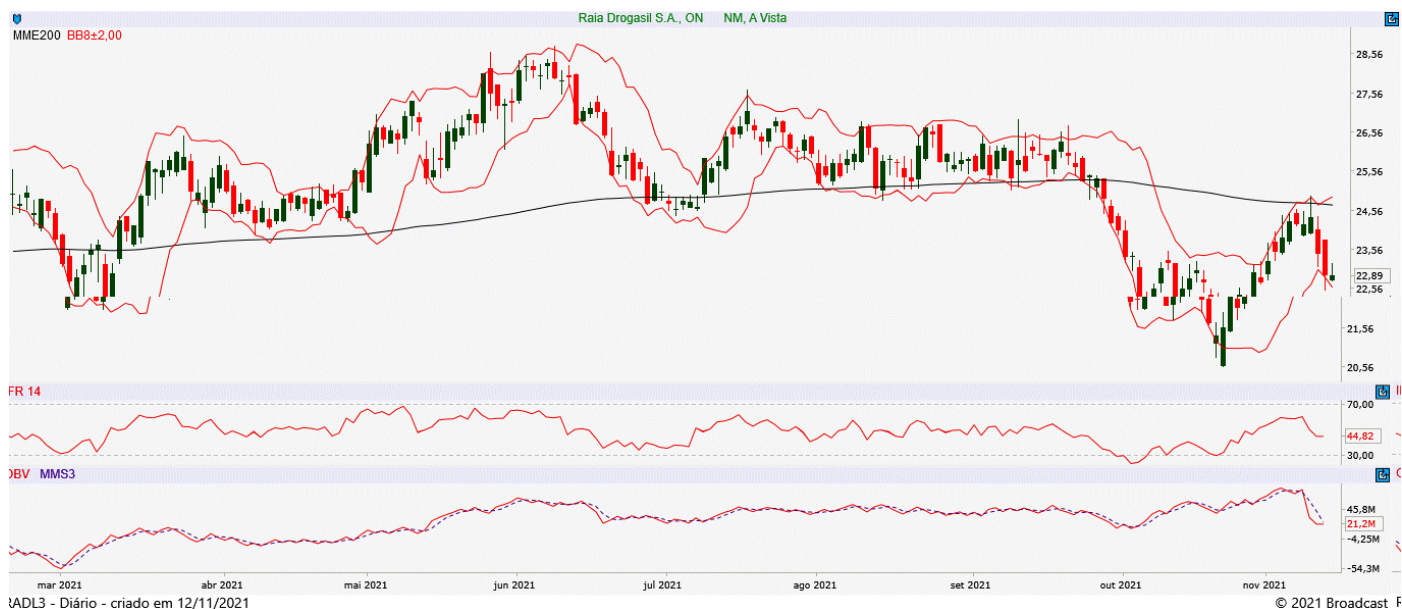 Raia Drogasil S.A., ON NM, A Vista
MME200 BB8±2,00
28,56
27,56
26,56
25,56
24,56
23,56
22,89
22,56
21,56
20,56
FR 14
70,00
44,82
30,00
OBV MMS3
45,8M
21,2M
-4,25M
-54,3M
mar 2021 abr 2021 mai 2021 jun 2021 jul 2021 ago 2021 set 2021 out 2021 nov 2021
RADL3 - Diário - criado em 12/11/2021 © 2021 Broadcast